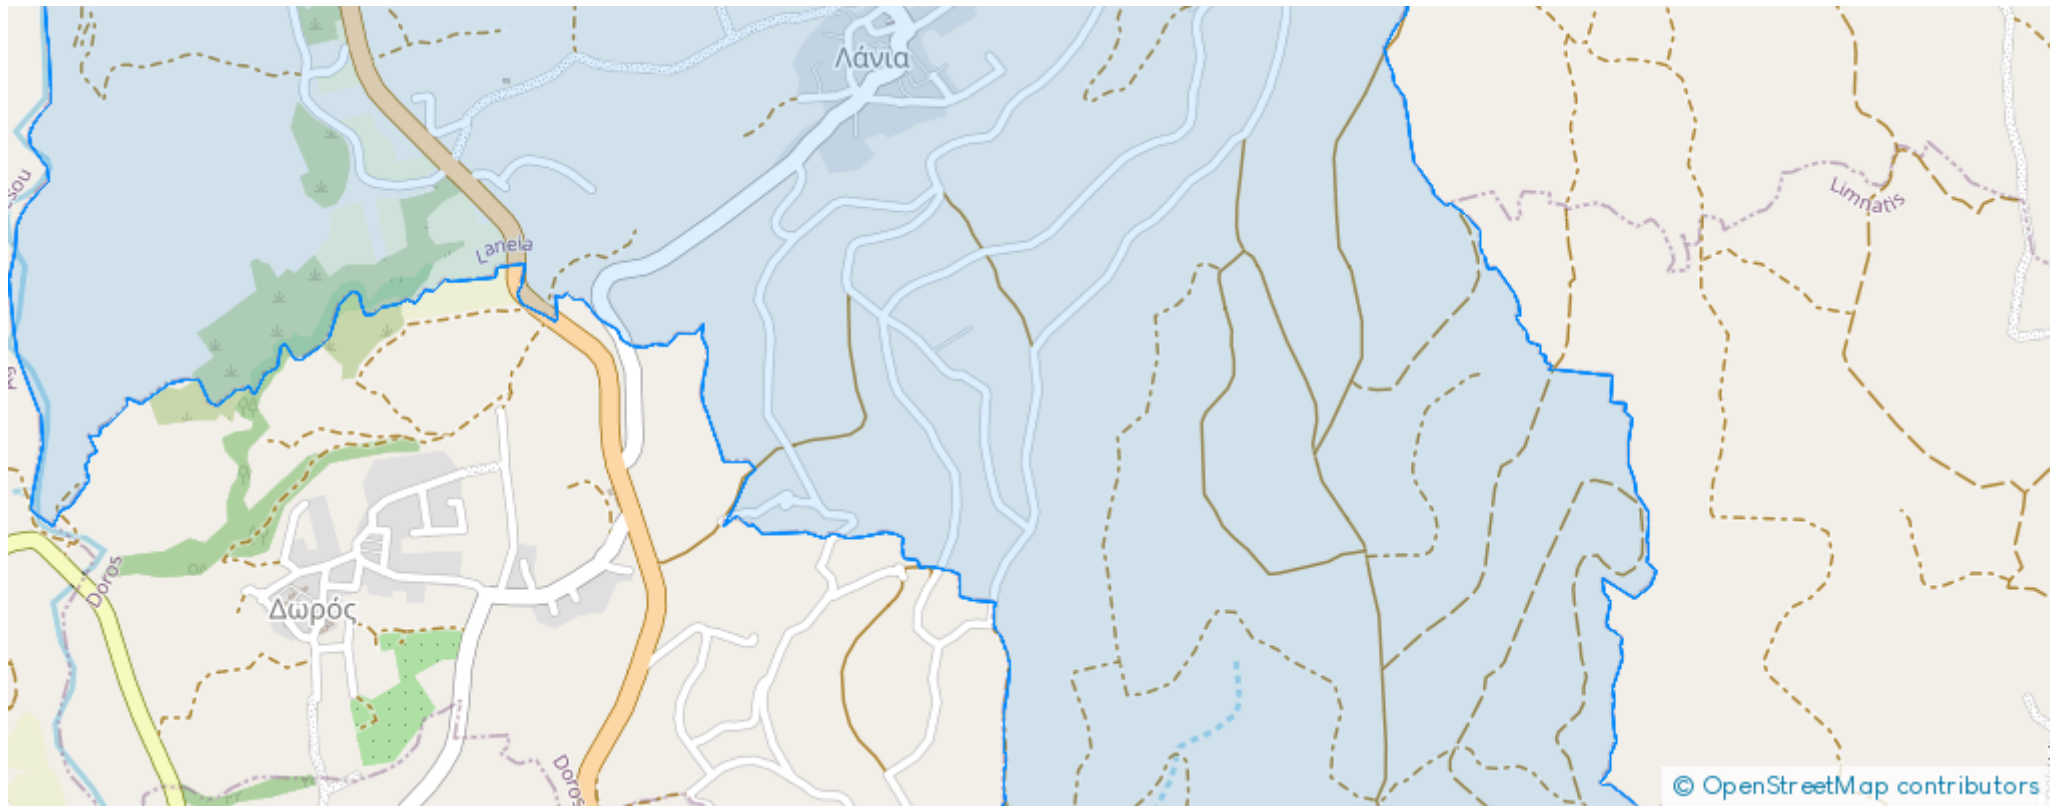 Λάνια
Limnatis
Lanela
Doros
Δωρός
Doros
© OpenStreetMap contributors